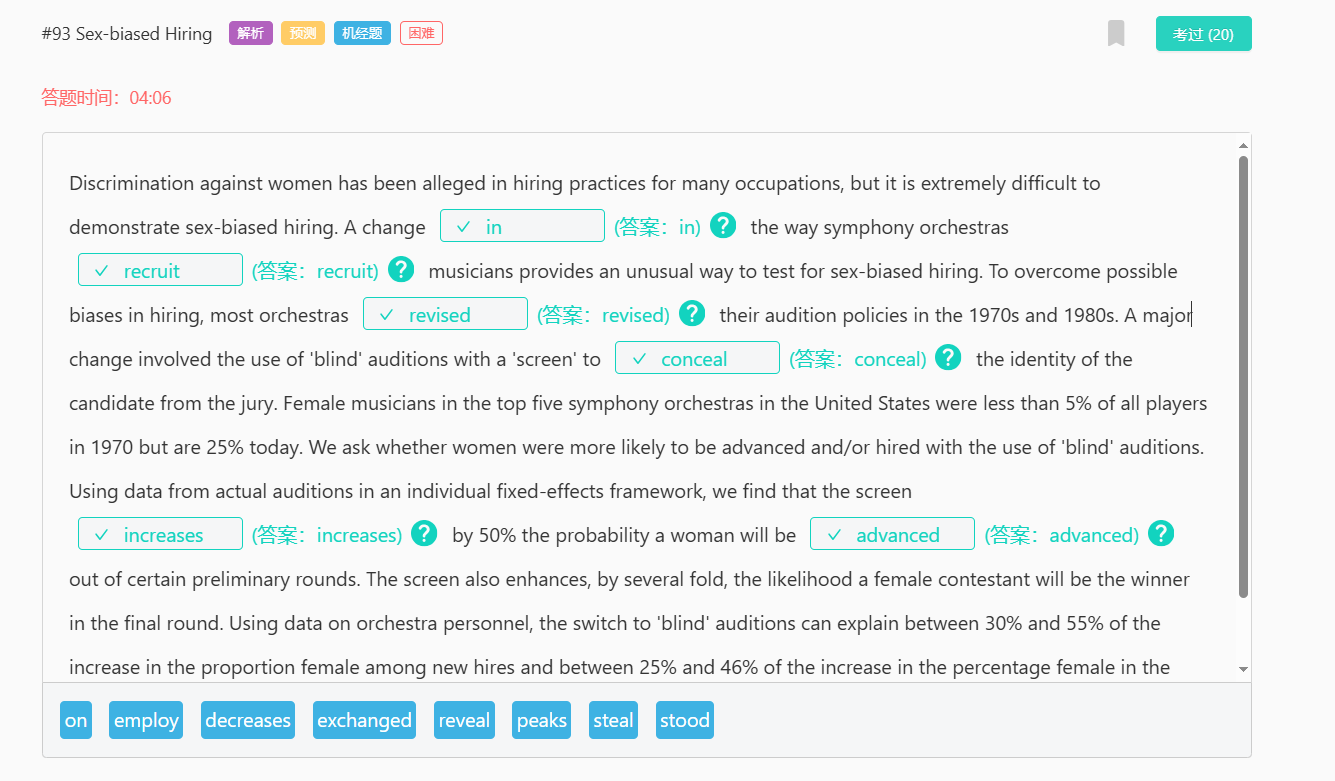 #93 Sex-biased Hiring 解析 预测 机经题 困难 考过 (20)
答题时间：04:06
Discrimination against women has been alleged in hiring practices for many occupations, but it is extremely difficult to
demonstrate sex-biased hiring. A change in (答案：in) ? the way symphony orchestras
recruit (答案：recruit) ? musicians provides an unusual way to test for sex-biased hiring. To overcome possible
biases in hiring, most orchestras revised (答案：revised) ? their audition policies in the 1970s and 1980s. A major
change involved the use of 'blind' auditions with a 'screen' to conceal (答案：conceal) ? the identity of the
candidate from the jury. Female musicians in the top five symphony orchestras in the United States were less than 5% of all players
in 1970 but are 25% today. We ask whether women were more likely to be advanced and/or hired with the use of 'blind' auditions.
Using data from actual auditions in an individual fixed-effects framework, we find that the screen
increases (答案：increases) ? by 50% the probability a woman will be advanced (答案：advanced) ?
out of certain preliminary rounds. The screen also enhances, by several fold, the likelihood a female contestant will be the winner
in the final round. Using data on orchestra personnel, the switch to 'blind' auditions can explain between 30% and 55% of the
increase in the proportion female among new hires and between 25% and 46% of the increase in the percentage female in the
on employ decreases exchanged reveal peaks steal stood